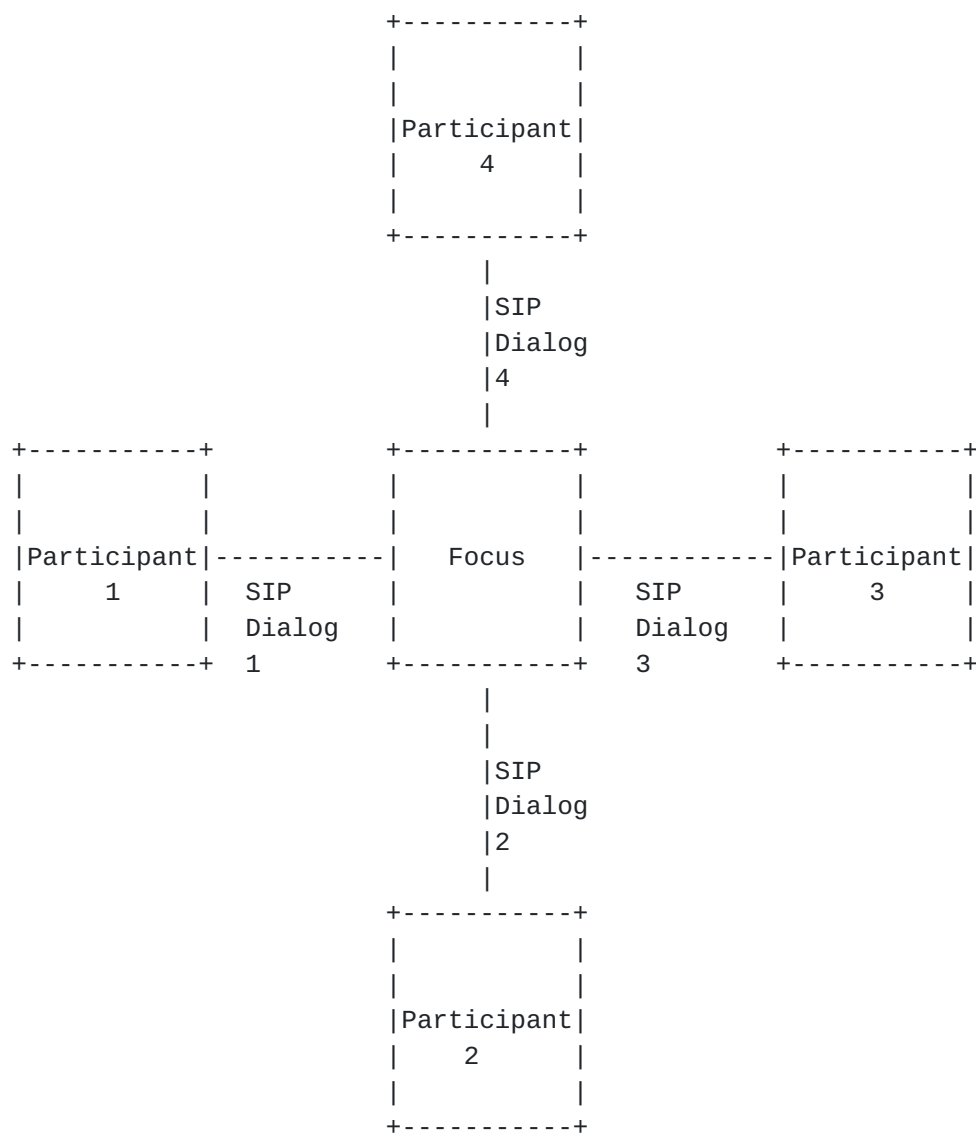 Participant
4
SIP
Dialog
4
Participant Focus Participant
1 SIP SIP 3
Dialog Dialog
1 3
SIP
Dialog
2
Participant
2